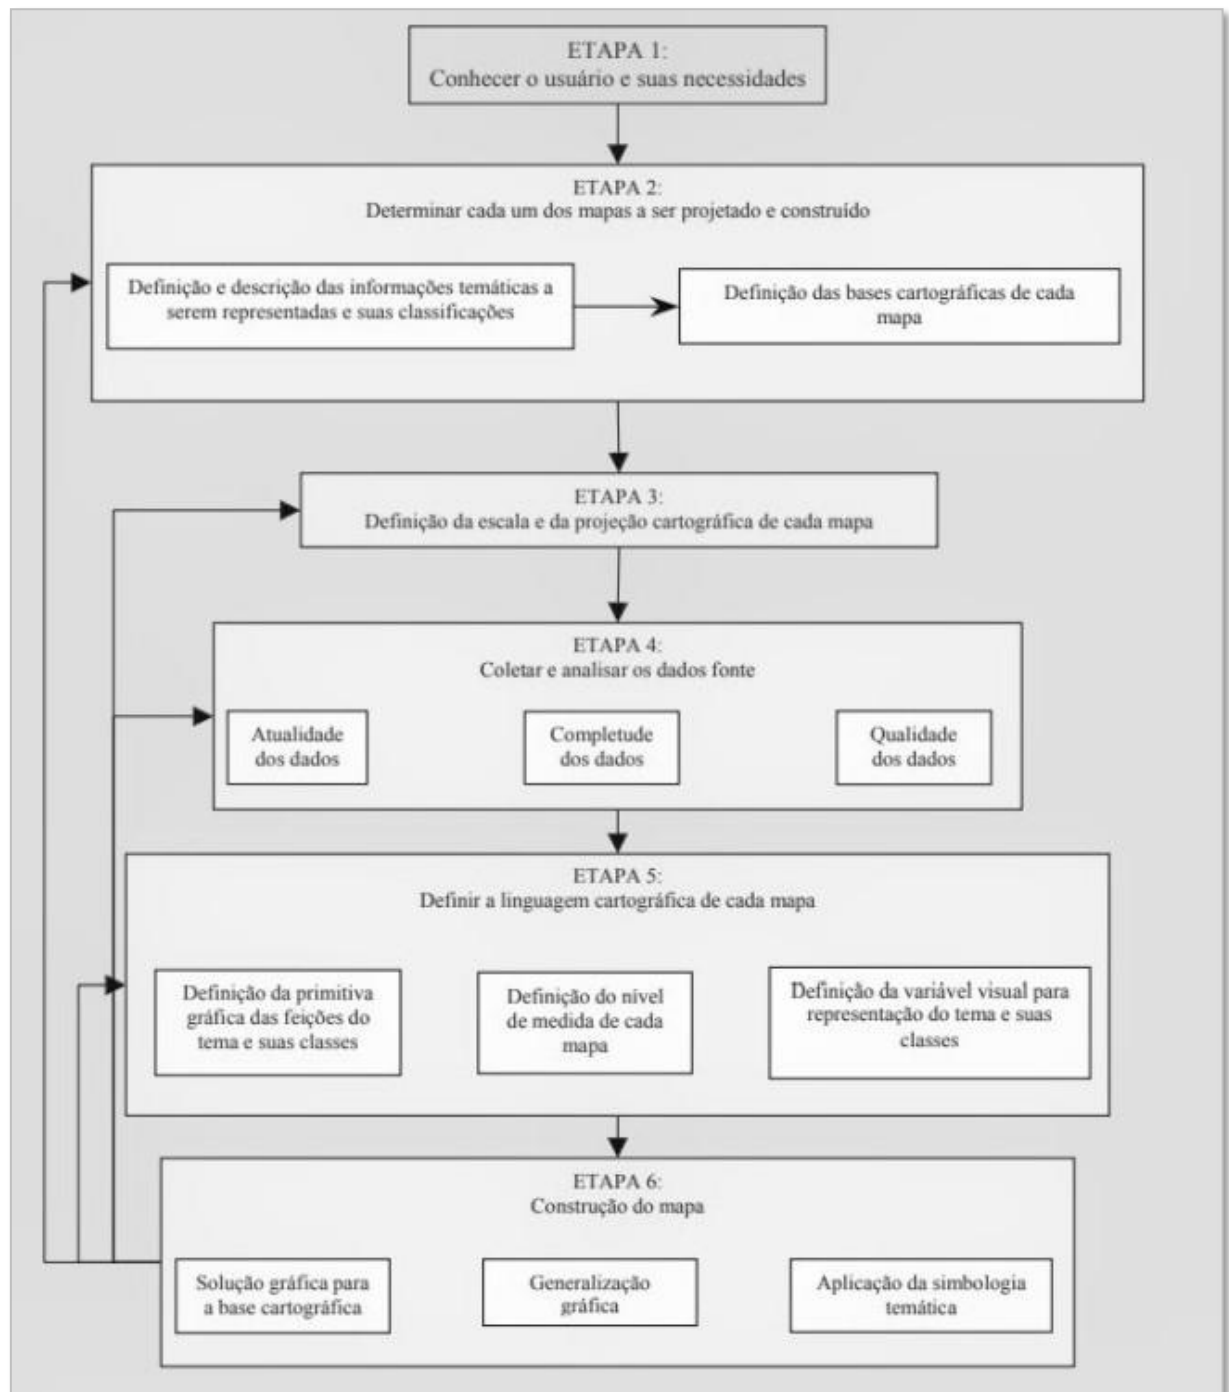 ETAPA 1:
Conhecer o usuário e suas necessidades
ETAPA 2:
Determinar cada um dos mapas a ser projetado e construído
Definição e descrição das informações temáticas a
serem representadas e suas classificações
Definição das bases cartográficas de cada
mapa
ETAPA 3:
Definição da escala e da projeção cartográfica de cada mapa
ETAPA 4:
Coletar e analisar os dados fonte
Atualidade
dos dados
Completude
dos dados
Qualidade
dos dados
ETAPA 5:
Definir a linguagem cartográfica de cada mapa
Definição da primitiva
gráfica das feições do
tema e suas classes
Definição do nível
de medida de cada
mapa
Definição da variável visual para
representação do tema e suas
classes
ETAPA 6:
Construção do mapa
Solução gráfica para
a base cartográfica
Generalização
gráfica
Aplicação da simbologia
temática